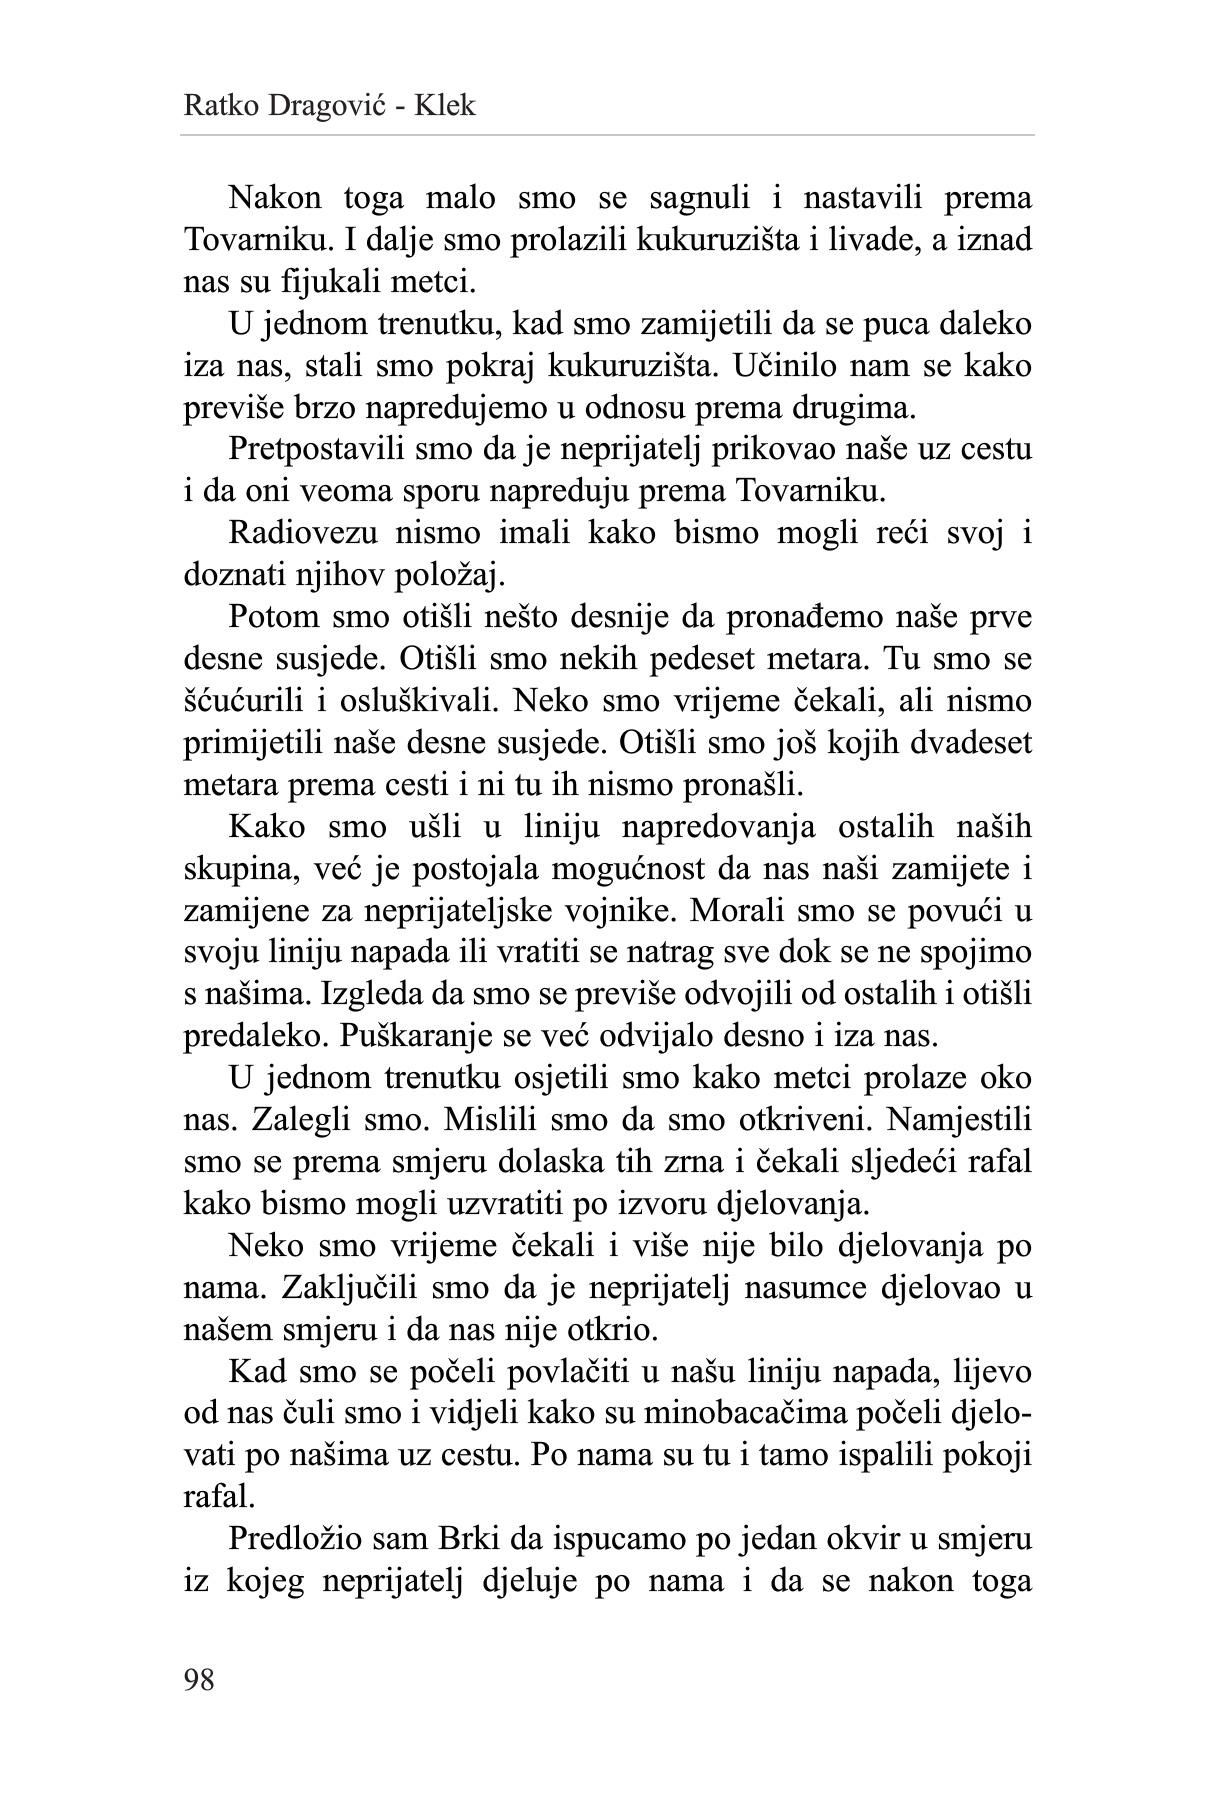 Ratko Dragović - Klek
Nakon toga malo smo se sagnuli i nastavili prema
Tovarniku. I dalje smo prolazili kukuruzišta i livade, a iznad
nas su fijukali metci.
U jednom trenutku, kad smo zamijetili da se puca daleko
iza nas, stali smo pokraj kukuruzišta. Učinilo nam se kako
previše brzo napredujemo u odnosu prema drugima.
Pretpostavili smo da je neprijatelj prikovao naše uz cestu
i da oni veoma sporu napreduju prema Tovarniku.
Radiovezu nismo imali kako bismo mogli reći svoj i
doznati njihov položaj.
Potom smo otišli nešto desnije da pronađemo naše prve
desne susjede. Otišli smo nekih pedeset metara. Tu smo se
šćućurili i osluškivali. Neko smo vrijeme čekali, ali nismo
primijetili naše desne susjede. Otišli smo još kojih dvadeset
metara prema cesti i ni tu ih nismo pronašli.
Kako smo ušli u liniju napredovanja ostalih naših
skupina, već je postojala mogućnost da nas naši zamijete i
zamijene za neprijateljske vojnike. Morali smo se povući u
svoju liniju napada ili vratiti se natrag sve dok se ne spojimo
s našima. Izgleda da smo se previše odvojili od ostalih i otišli
predaleko. Puškaranje se već odvijalo desno i iza nas.
U jednom trenutku osjetili smo kako metci prolaze oko
nas. Zalegli smo. Mislili smo da smo otkriveni. Namjestili
smo se prema smjeru dolaska tih zrna i čekali sljedeći rafal
kako bismo mogli uzvratiti po izvoru djelovanja.
Neko smo vrijeme čekali i više nije bilo djelovanja po
nama. Zaključili smo da je neprijatelj nasumce djelovao u
našem smjeru i da nas nije otkrio.
Kad smo se počeli povlačiti u našu liniju napada, lijevo
od nas čuli smo i vidjeli kako su minobacačima počeli djelo-
vati po našima uz cestu. Po nama su tu i tamo ispalili pokoji
rafal.
Predložio sam Brki da ispucamo po jedan okvir u smjeru
iz kojeg neprijatelj djeluje po nama i da se nakon toga
98